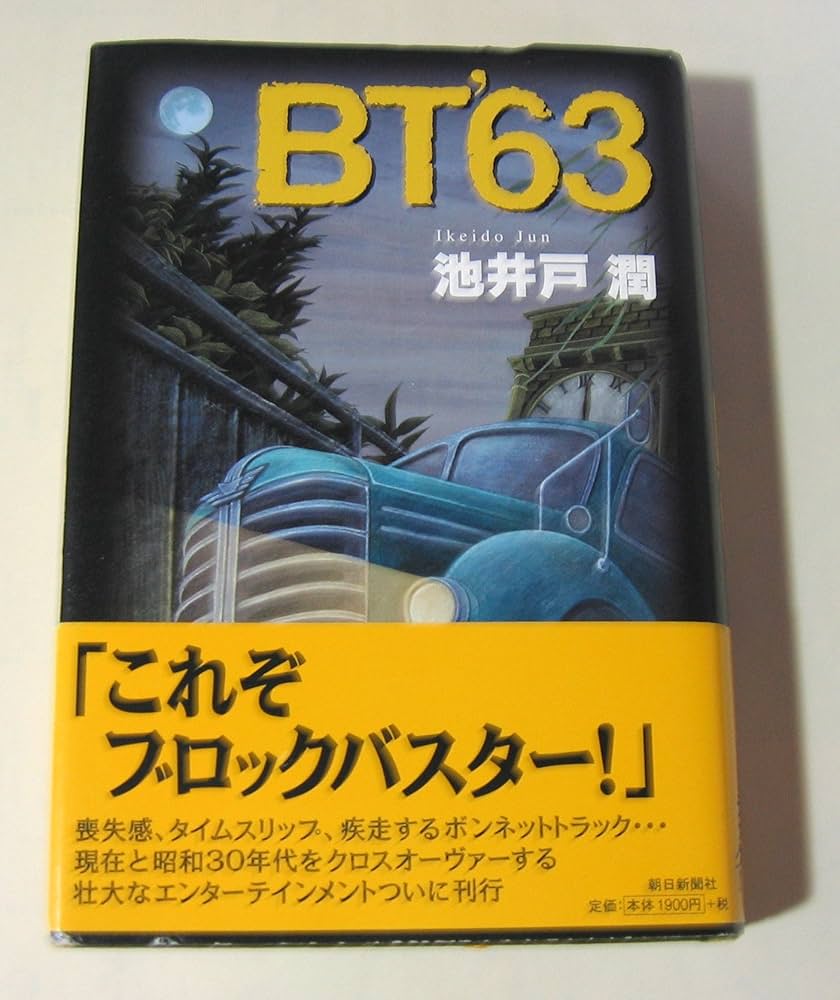 BT'63
Ikeido Jun
池井戸 潤
「これぞ
ブロックバスター!」
喪失感、タイムスリップ、疾走するボンネットトラック・・・
現在と昭和30年代をクロスオーヴァーする
壮大なエンターテインメントついに刊行
朝日新聞社
定価:本体1900円+税